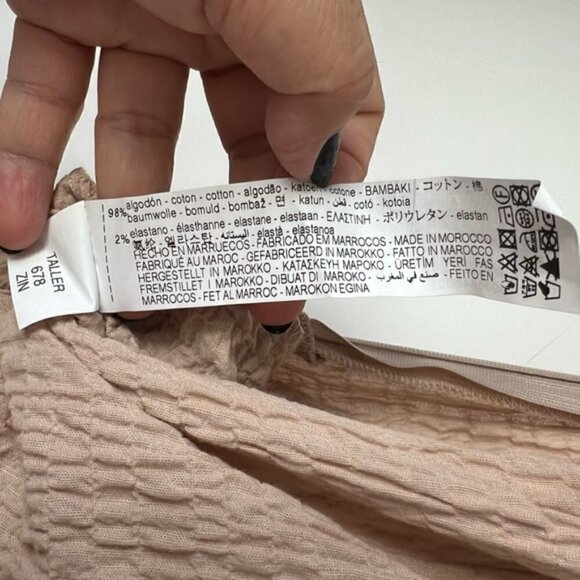 TALLER
678
ZIN
98% algodón - coton - cotton - algodão - katoen - cotone - BAMBAKI - コットン - 棉
baumwolle - bomuld - bombaž - 면 - katun - قطن - cotó - kotoia
2% elastano - élasthanne - elastane - elastaan - ΕΛΑΣΤΙΝΗ - ポリウレタン - elastan
氨纶 - 엘라스탄 - الاستان - elastà - elastanoa
HECHO EN MARRUECOS - FABRICADO EM MARROCOS - MADE IN MOROCCO
FABRIQUÉ AU MAROC - GEFABRICEERD IN MAROKKO - FATTO IN MAROCCO
HERGESTELLT IN MAROKKO - ΚΑΤΑΣΚΕΥΗ ΜΑΡΟΚΟ - ÜRETİM YERİ FAS
FREMSTILLET I MAROKKO - DIBUAT DI MAROKO - صنع في المغرب - FEITO EN
MARROCOS - FET AL MARROC - MAROKON EGINA